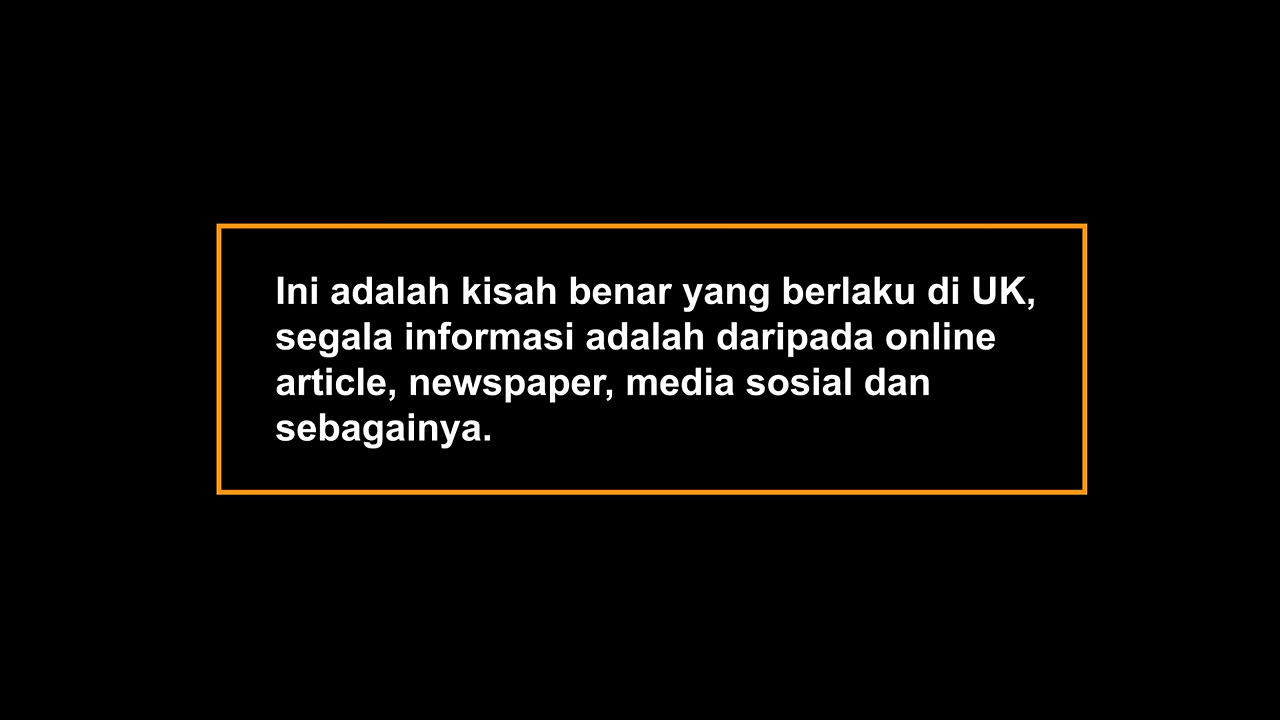 Ini adalah kisah benar yang berlaku di UK,
segala informasi adalah daripada online
article, newspaper, media sosial dan
sebagainya.